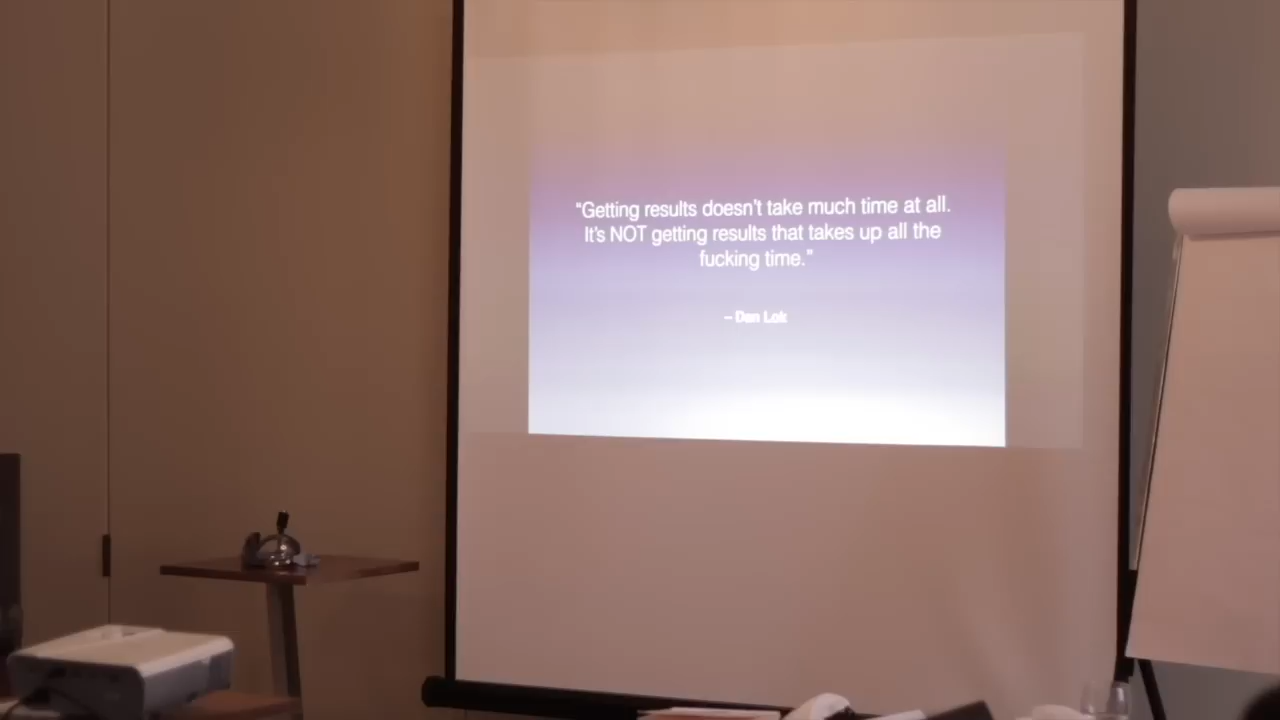 “Getting results doesn’t take much time at all.
It’s NOT getting results that takes up all the
fucking time.”
– Dan Lok